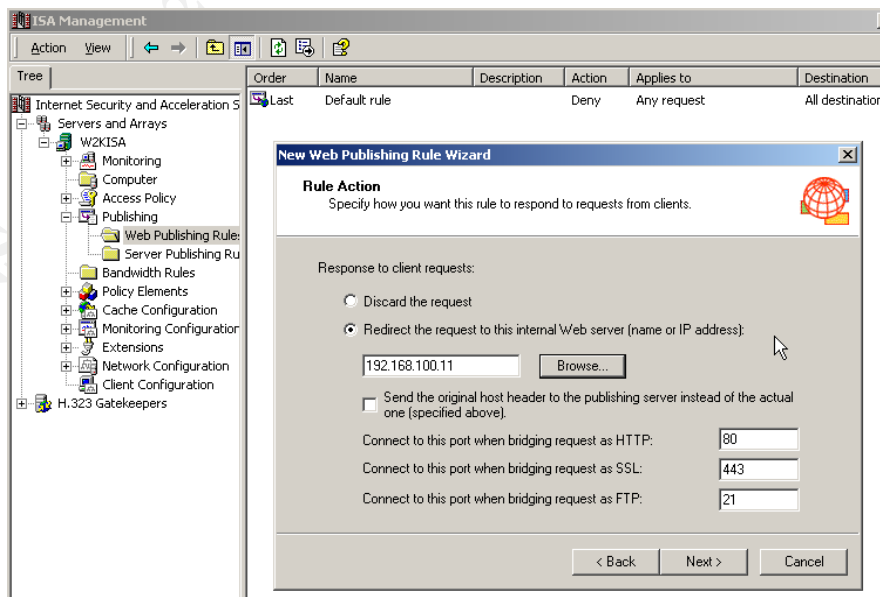 ISA Management
Action View
Tree
Order Name Description Action Applies to Destination
Internet Security and Acceleration S
Last Default rule Deny Any request All destination
Servers and Arrays
W2KISA
Monitoring
Computer
Access Policy
Publishing
Web Publishing Rules
Server Publishing Ru
Bandwidth Rules
Policy Elements
Cache Configuration
Monitoring Configuration
Extensions
Network Configuration
Client Configuration
H.323 Gatekeepers
New Web Publishing Rule Wizard
Rule Action
Specify how you want this rule to respond to requests from clients.
Response to client requests:
Discard the request
Redirect the request to this internal Web server (name or IP address):
192.168.100.11 Browse...
Send the original host header to the publishing server instead of the actual
one (specified above).
Connect to this port when bridging request as HTTP: 80
Connect to this port when bridging request as SSL: 443
Connect to this port when bridging request as FTP: 21
< Back Next > Cancel